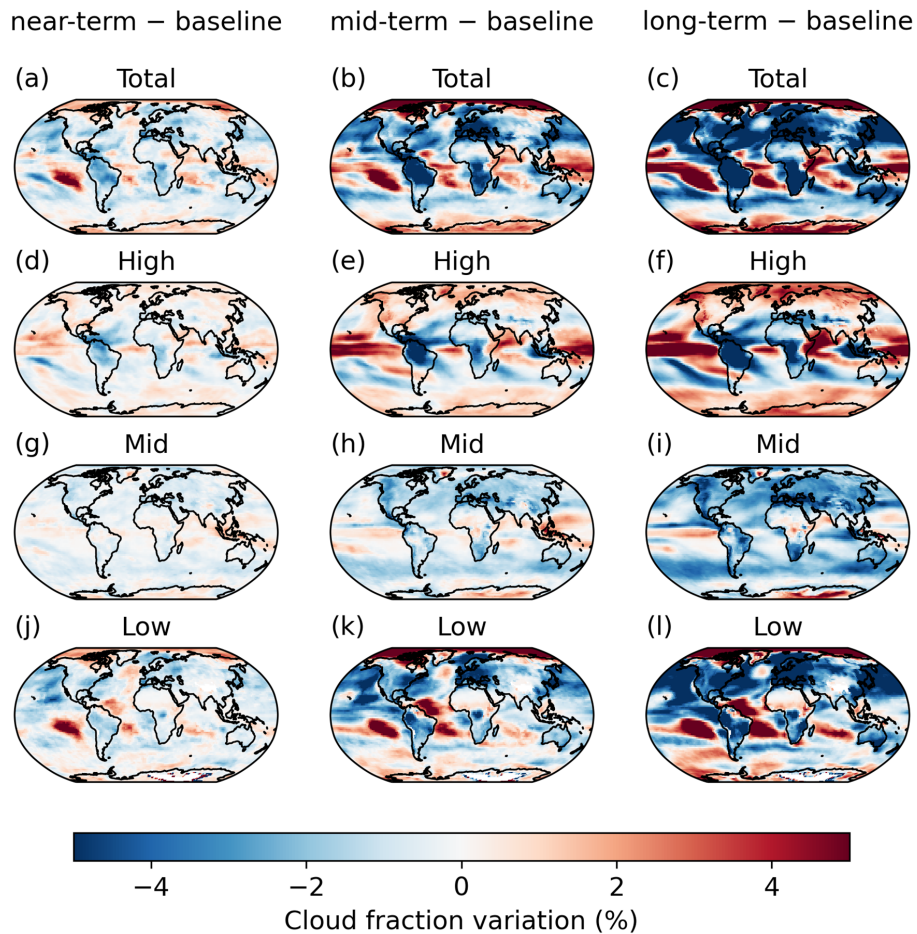 near-term − baseline mid-term − baseline long-term − baseline
(a) Total (b) Total (c) Total
(d) High (e) High (f) High
(g) Mid (h) Mid (i) Mid
(j) Low (k) Low (l) Low
−4 −2 0 2 4
Cloud fraction variation (%)